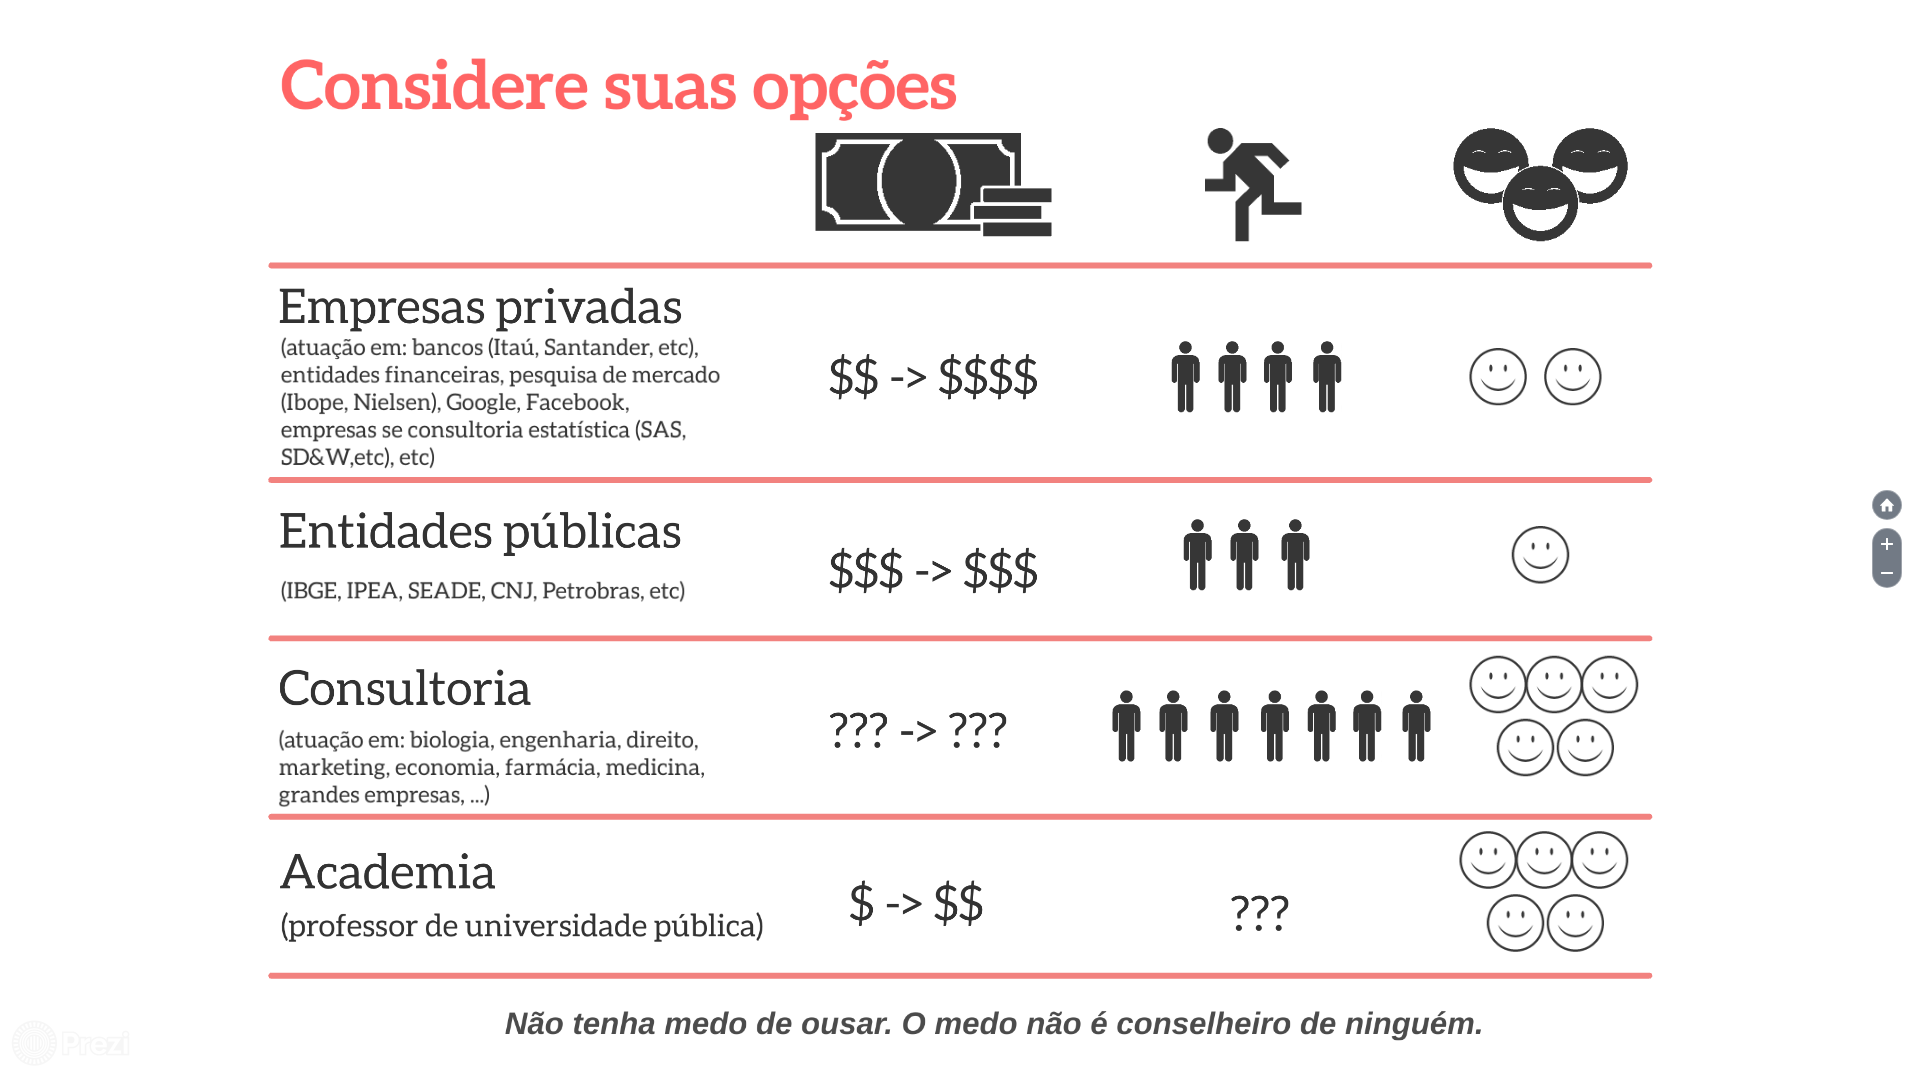 Considere suas opções
Empresas privadas
(atuação em: bancos (Itaú, Santander, etc),
entidades financeiras, pesquisa de mercado
(Ibope, Nielsen), Google, Facebook,
empresas se consultoria estatística (SAS,
SD&W,etc), etc)
$$ -> $$$$
Entidades públicas
(IBGE, IPEA, SEADE, CNJ, Petrobras, etc)
$$$ -> $$$
Consultoria
(atuação em: biologia, engenharia, direito,
marketing, economia, farmácia, medicina,
grandes empresas, ...)
??? -> ???
Academia
(professor de universidade pública)
$ -> $$
???
Não tenha medo de ousar. O medo não é conselheiro de ninguém.
Prezi